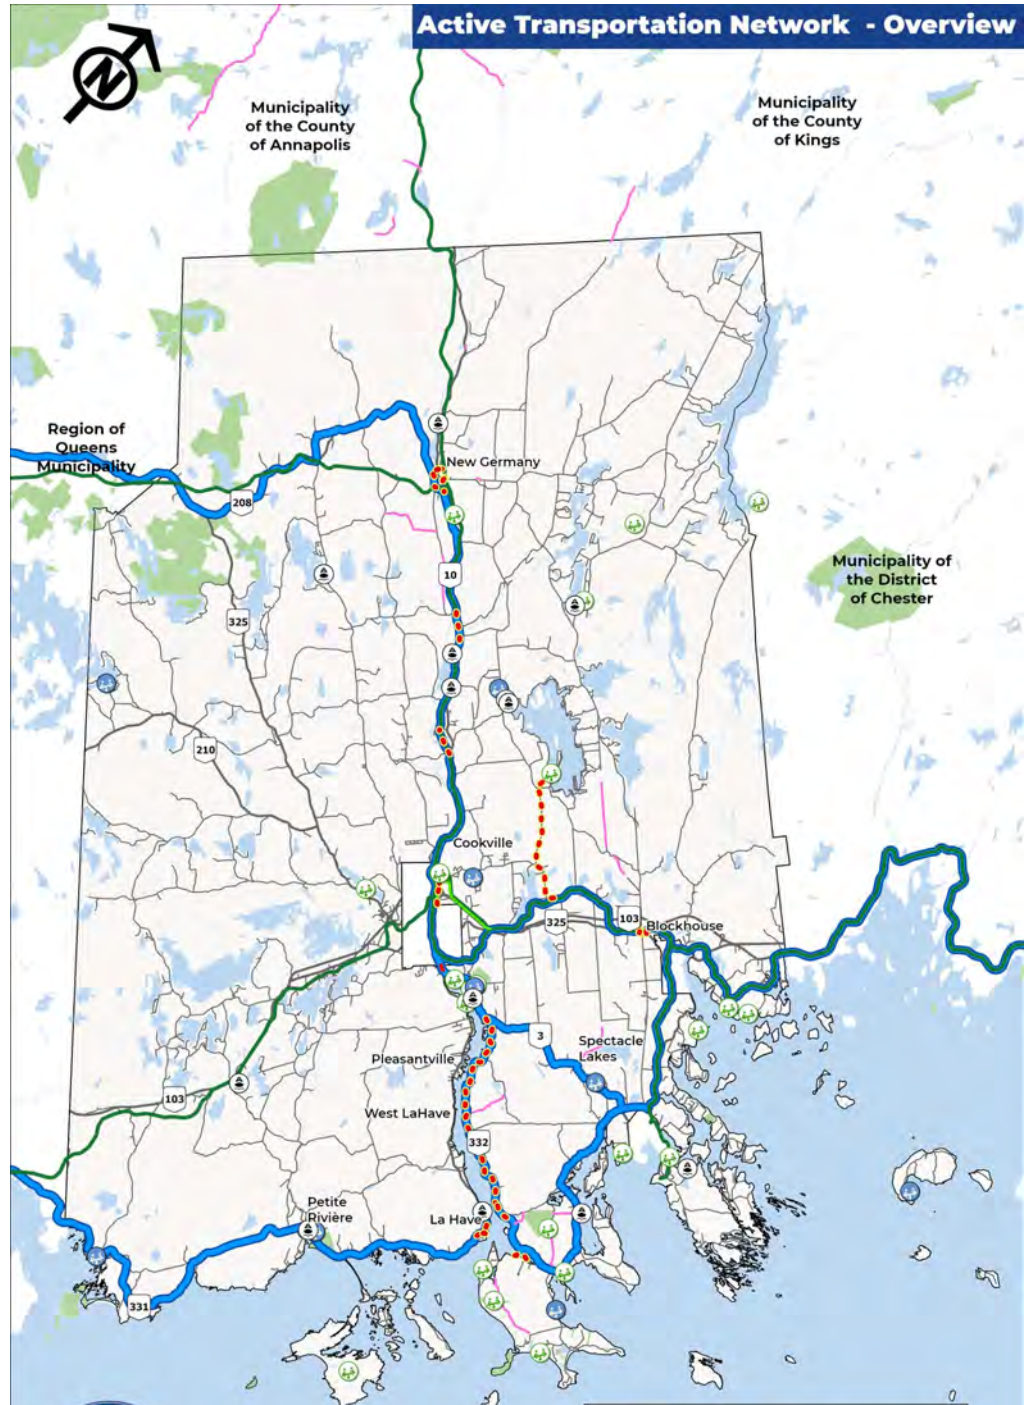 Active Transportation Network - Overview
N
Municipality
of the County
of Annapolis
Municipality
of the County
of Kings
Region of
Queens
Municipality
New Germany
208
10
Municipality of
the District
of Chester
325
210
Cookville
325
103
Blockhouse
3
Spectacle
Lakes
Pleasantville
103
West LaHave
332
Petite
Rivière
La Have
331